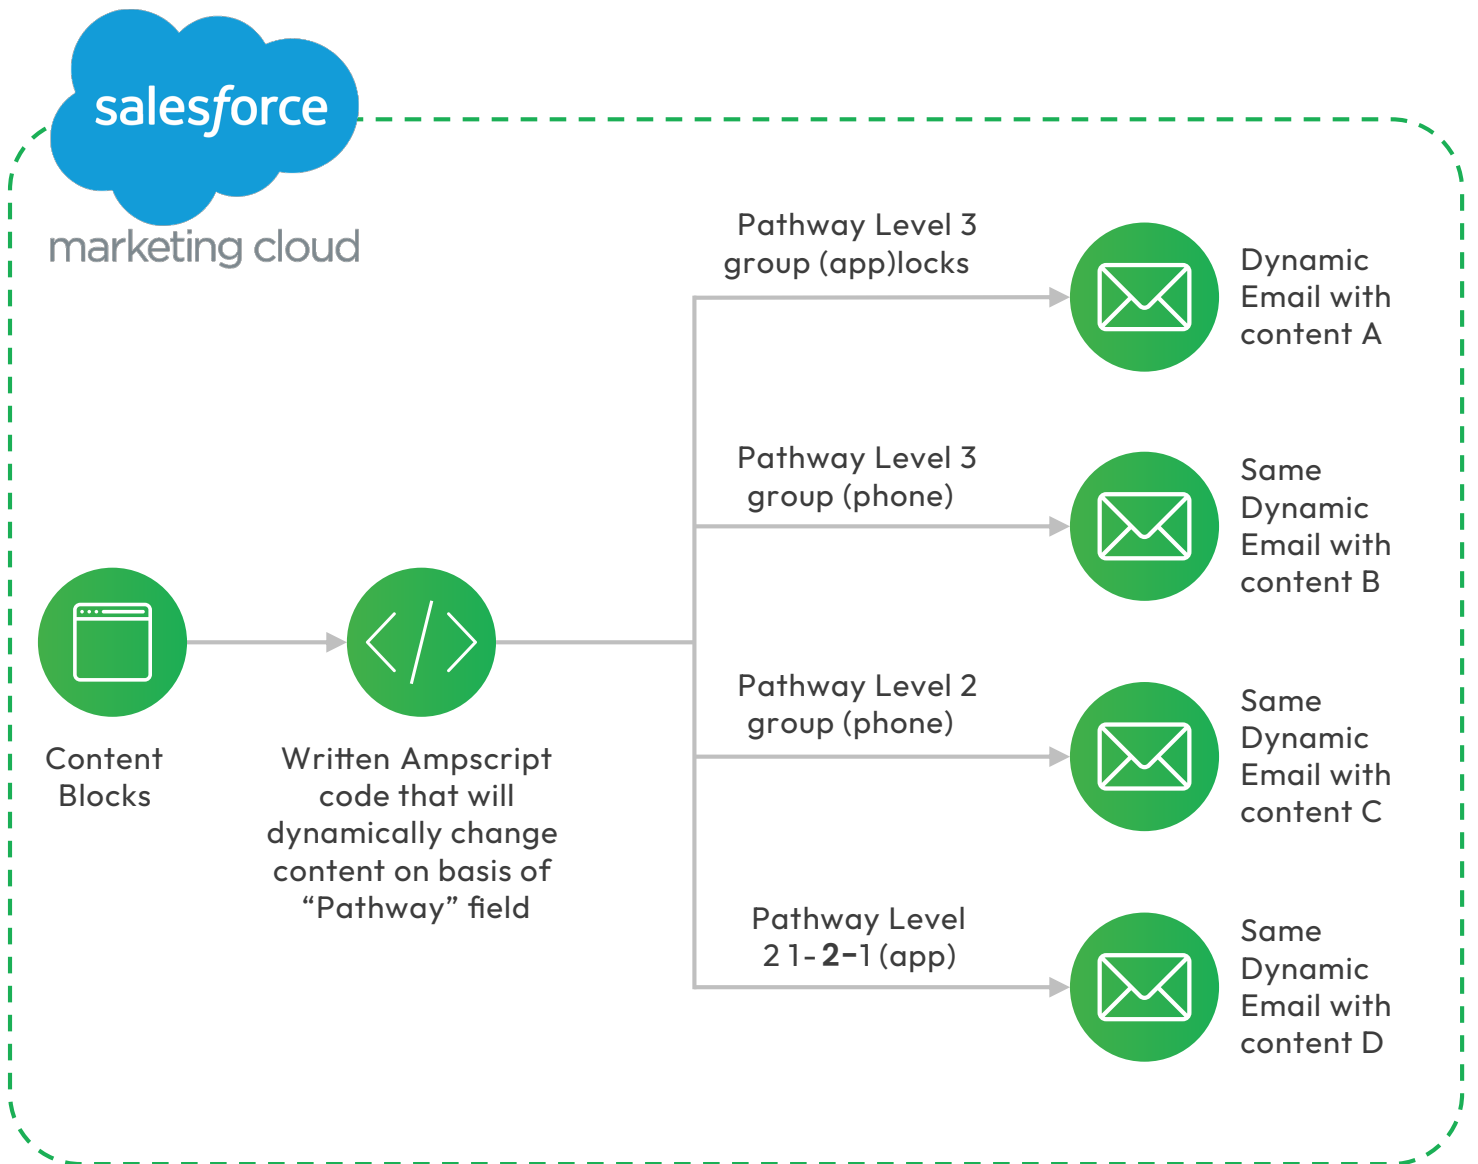 salesforce
marketing cloud
Pathway Level 3
group (app)locks
Dynamic
Email with
content A
Pathway Level 3
group (phone)
Same
Dynamic
Email with
content B
Content
Blocks
Written Ampscript
code that will
dynamically change
content on basis of
“Pathway” field
Pathway Level 2
group (phone)
Same
Dynamic
Email with
content C
Pathway Level
2 1- 2-1 (app)
Same
Dynamic
Email with
content D